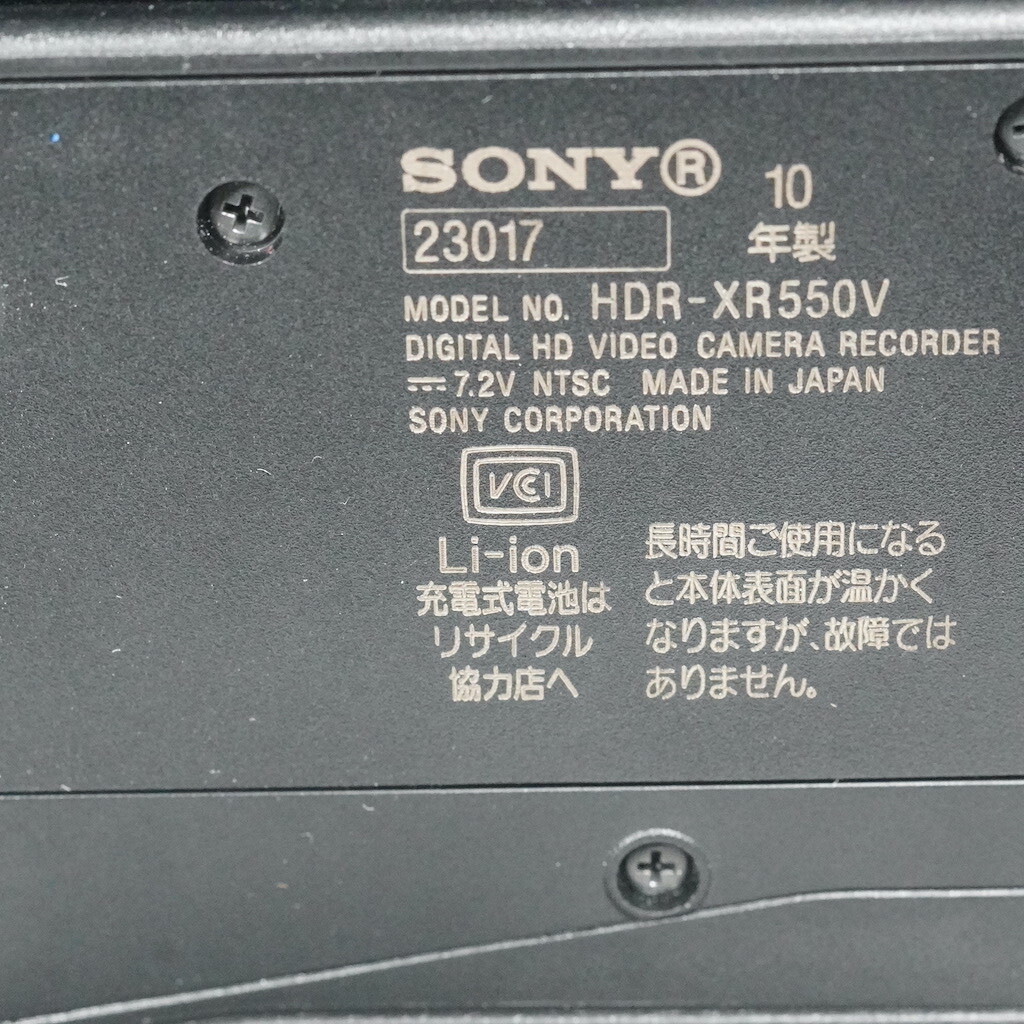 SONY®
10
年製
23017
MODEL NO. HDR-XR550V
DIGITAL HD VIDEO CAMERA RECORDER
⎓7.2V NTSC MADE IN JAPAN
SONY CORPORATION
VCCI
Li-ion
充電式電池は
リサイクル
協力店へ
長時間ご使用になる
と本体表面が温かく
なりますが、故障では
ありません。